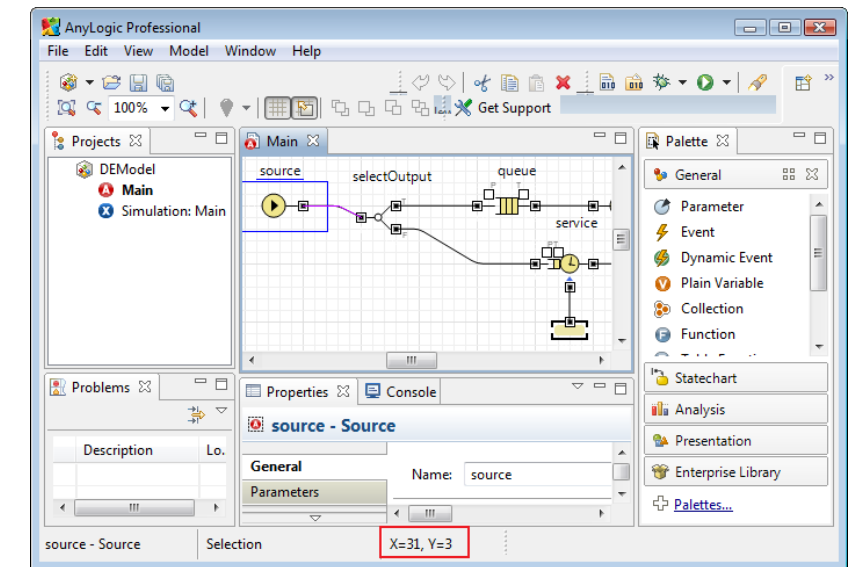 AnyLogic Professional
File Edit View Model Window Help
100% Get Support
Projects
DEModel
Main
Simulation: Main
Main
source selectOutput queue
service
Palette
General
Parameter
Event
Dynamic Event
Plain Variable
Collection
Function
Statechart
Analysis
Presentation
Enterprise Library
Palettes...
Problems
Description Lo.
Properties Console
source - Source
General
Parameters
Name: source
source - Source Selection X=31, Y=3